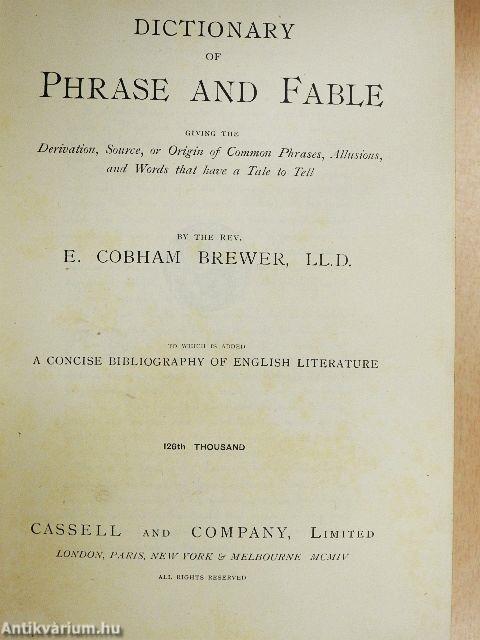 DICTIONARY
OF
PHRASE AND FABLE
GIVING THE
Derivation, Source, or Origin of Common Phrases, Allusions,
and Words that have a Tale to Tell
BY THE REV.
E. COBHAM BREWER, LL.D.
TO WHICH IS ADDED
A CONCISE BIBLIOGRAPHY OF ENGLISH LITERATURE
126th THOUSAND
CASSELL AND COMPANY, LIMITED
LONDON, PARIS, NEW YORK & MELBOURNE MCMIV
ALL RIGHTS RESERVED
Antikvárium.hu